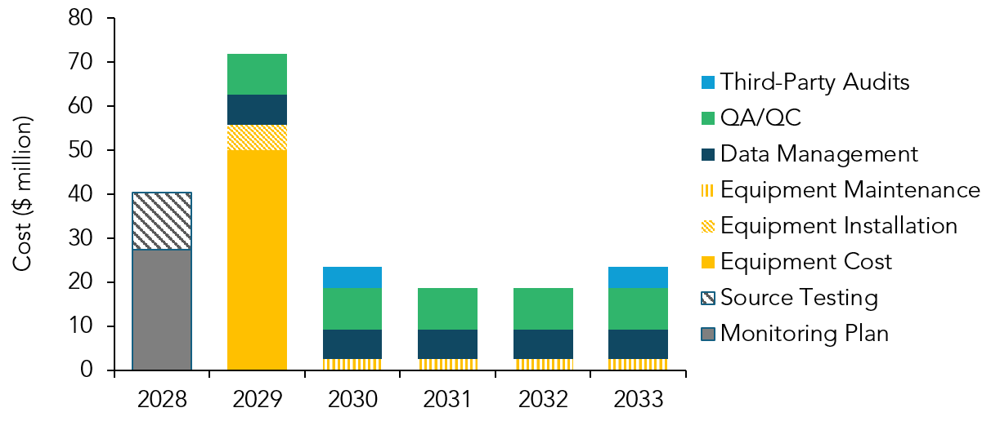 Cost ($ million)
80
70
60
50
40
30
20
10
0
2028
2029
2030
2031
2032
2033
Third-Party Audits
QA/QC
Data Management
Equipment Maintenance
Equipment Installation
Equipment Cost
Source Testing
Monitoring Plan